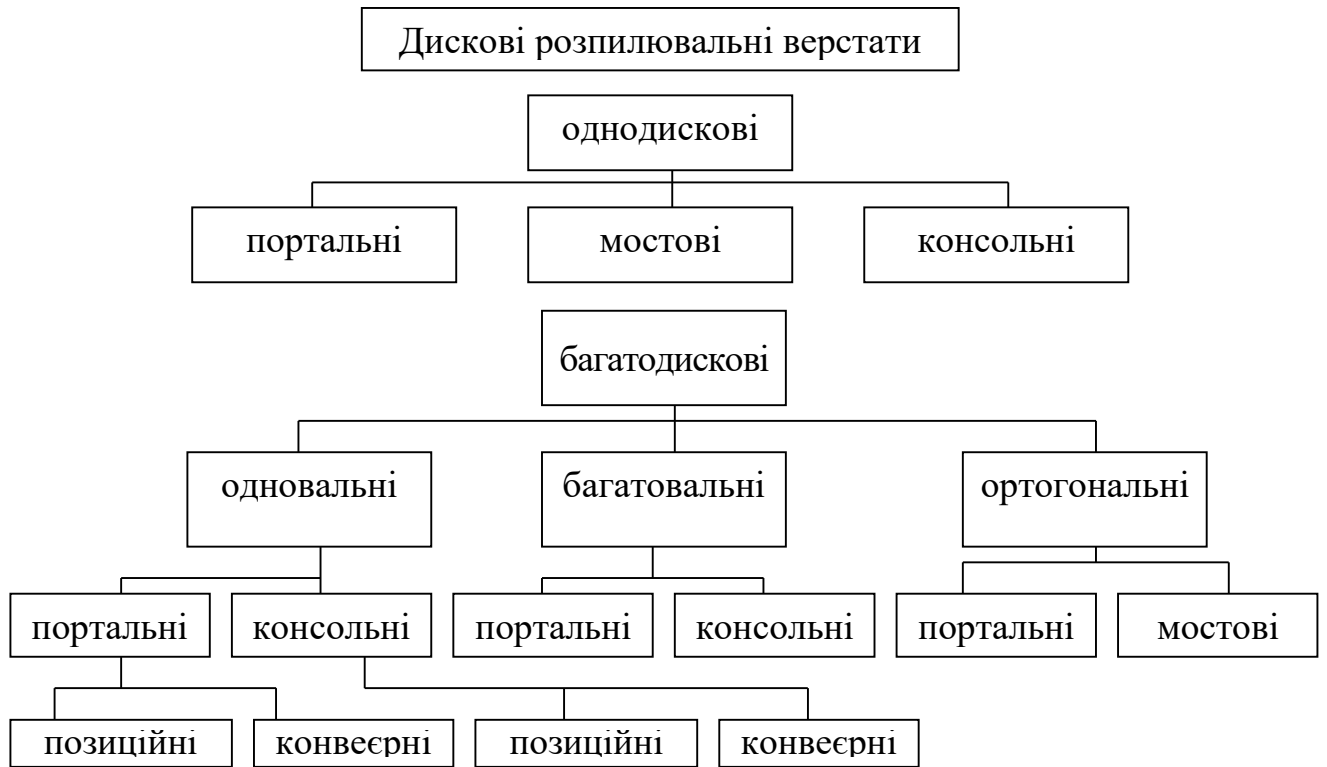 Дискові розпилювальні верстати
однодискові
портальні мостові консольні
багатодискові
одновальні багатовальні ортогональні
портальні консольні портальні консольні портальні мостові
позиційні конвеєрні позиційні конвеєрні